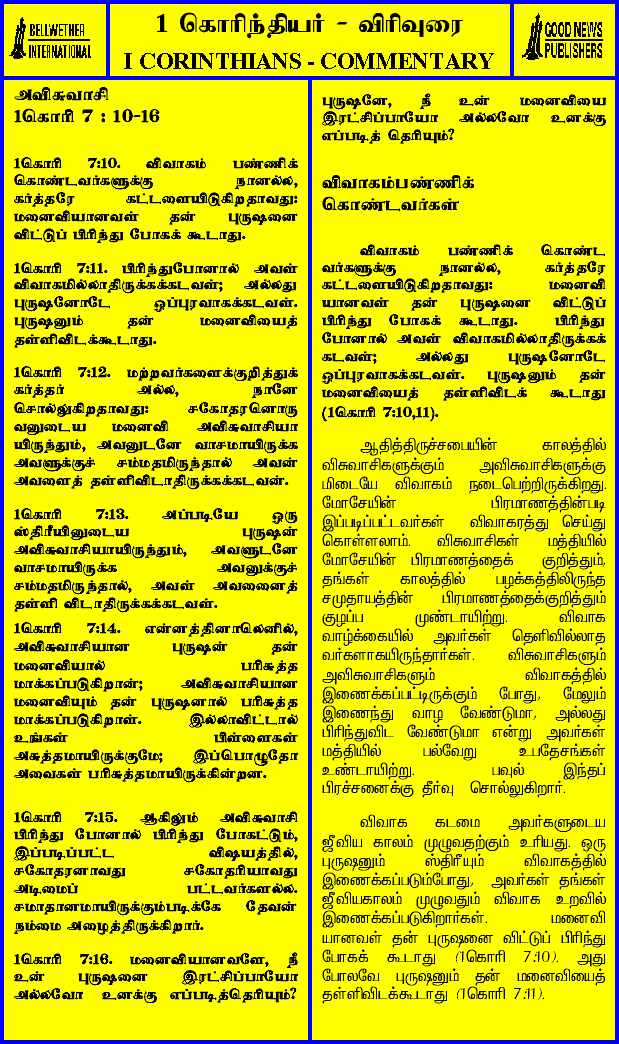 BELLWETHER
INTERNATIONAL
1 கொரிந்தியர் - விரிவுரை
I CORINTHIANS - COMMENTARY
GOOD NEWS
PUBLISHERS
அவிசுவாசி
1கொரி 7 : 10-16
1கொரி 7:10. விவாகம் பண்ணிக்
கொண்டவர்களுக்கு நானல்ல,
கர்த்தரே கட்டளையிடுகிறதாவது:
மனைவியானவள் தன் புருஷனை
விட்டுப் பிரிந்து போகக் கூடாது.
1கொரி 7:11. பிரிந்துபோனால் அவள்
விவாகமில்லாதிருக்கக்கடவள்; அல்லது
புருஷனோடே ஒப்புரவாகக்கடவள்.
புருஷனும் தன் மனைவியைத்
தள்ளிவிடக்கூடாது.
1கொரி 7:12. மற்றவர்களைக்குறித்துக்
கர்த்தர் அல்ல, நானே
சொல்லுகிறதாவது: சகோதரனொரு
வனுடைய மனைவி அவிசுவாசியா
யிருந்தும், அவனுடனே வாசமாயிருக்க
அவளுக்குச் சம்மதமிருந்தால் அவன்
அவளைத் தள்ளிவிடாதிருக்கக்கடவன்.
1கொரி 7:13. அப்படியே ஒரு
ஸ்திரீயினுடைய புருஷன்
அவிசுவாசியாயிருந்தும், அவளுடனே
வாசமாயிருக்க அவனுக்குச்
சம்மதமிருந்தால், அவள் அவனைத்
தள்ளி விடாதிருக்கக்கடவள்.
1கொரி 7:14. என்னத்தினாலெனில்,
அவிசுவாசியான புருஷன் தன்
மனைவியால் பரிசுத்த
மாக்கப்படுகிறான்; அவிசுவாசியான
மனைவியும் தன் புருஷனால் பரிசுத்த
மாக்கப்படுகிறாள். இல்லாவிட்டால்
உங்கள் பிள்ளைகள்
அசுத்தமாயிருக்குமே; இப்பொழுதோ
அவைகள் பரிசுத்தமாயிருக்கின்றன.
1கொரி 7:15. ஆகிலும் அவிசுவாசி
பிரிந்து போனால் பிரிந்து போகட்டும்,
இப்படிப்பட்ட விஷயத்தில்,
சகோதரனாவது சகோதரியாவது
அடிமைப் பட்டவர்களல்ல.
சமாதானமாயிருக்கும்படிக்கே தேவன்
நம்மை அழைத்திருக்கிறார்.
1கொரி 7:16. மனைவியானவளே, நீ
உன் புருஷனை இரட்சிப்பாயோ
அல்லவோ உனக்கு எப்படித்தெரியும்?
புருஷனே, நீ உன் மனைவியை
இரட்சிப்பாயோ அல்லவோ உனக்கு
எப்படித் தெரியும்?
விவாகம்பண்ணிக்
கொண்டவர்கள்
விவாகம் பண்ணிக் கொண்ட
வர்களுக்கு நானல்ல, கர்த்தரே
கட்டளையிடுகிறதாவது: மனைவி
யானவள் தன் புருஷனை விட்டுப்
பிரிந்து போகக் கூடாது. பிரிந்து
போனால் அவள் விவாகமில்லாதிருக்கக்
கடவள்; அல்லது புருஷனோடே
ஒப்புரவாகக்கடவள். புருஷனும் தன்
மனைவியைத் தள்ளிவிடக் கூடாது
(1கொரி 7:10,11).
ஆதித்திருச்சபையின் காலத்தில்
விசுவாசிகளுக்கும் அவிசுவாசிகளுக்கு
மிடையே விவாகம் நடைபெற்றிருக்கிறது.
மோசேயின் பிரமாணத்தின்படி
இப்படிப்பட்டவர்கள் விவாகரத்து செய்து
கொள்ளலாம். விசுவாசிகள் மத்தியில்
மோசேயின் பிரமாணத்தைக் குறித்தும்,
தங்கள் காலத்தில் பழக்கத்திலிருந்த
சமுதாயத்தின் பிரமாணத்தைக்குறித்தும்
குழப்ப முண்டாயிற்று. விவாக
வாழ்க்கையில் அவர்கள் தெளிவில்லாத
வர்களாகயிருந்தார்கள். விசுவாசிகளும்
அவிசுவாசிகளும் விவாகத்தில்
இணைக்கப்பட்டிருக்கும் போது, மேலும்
இணைந்து வாழ வேண்டுமா, அல்லது
பிரிந்துவிட வேண்டுமா என்று அவர்கள்
மத்தியில் பல்வேறு உபதேசங்கள்
உண்டாயிற்று. பவுல் இந்தப்
பிரச்சனைக்கு தீர்வு சொல்லுகிறார்.
விவாக கடமை அவர்களுடைய
ஜீவிய காலம் முழுவதற்கும் உரியது. ஒரு
புருஷனும் ஸ்திரீயும் விவாகத்தில்
இணைக்கப்படும்போது, அவர்கள் தங்கள்
ஜீவியகாலம் முழுவதும் விவாக உறவில்
இணைக்கப்படுகிறார்கள். மனைவி
யானவள் தன் புருஷனை விட்டுப் பிரிந்து
போகக் கூடாது (1கொரி 7:10). அது
போலவே புருஷனும் தன் மனைவியைத்
தள்ளிவிடக்கூடாது (1கொரி 7:11).